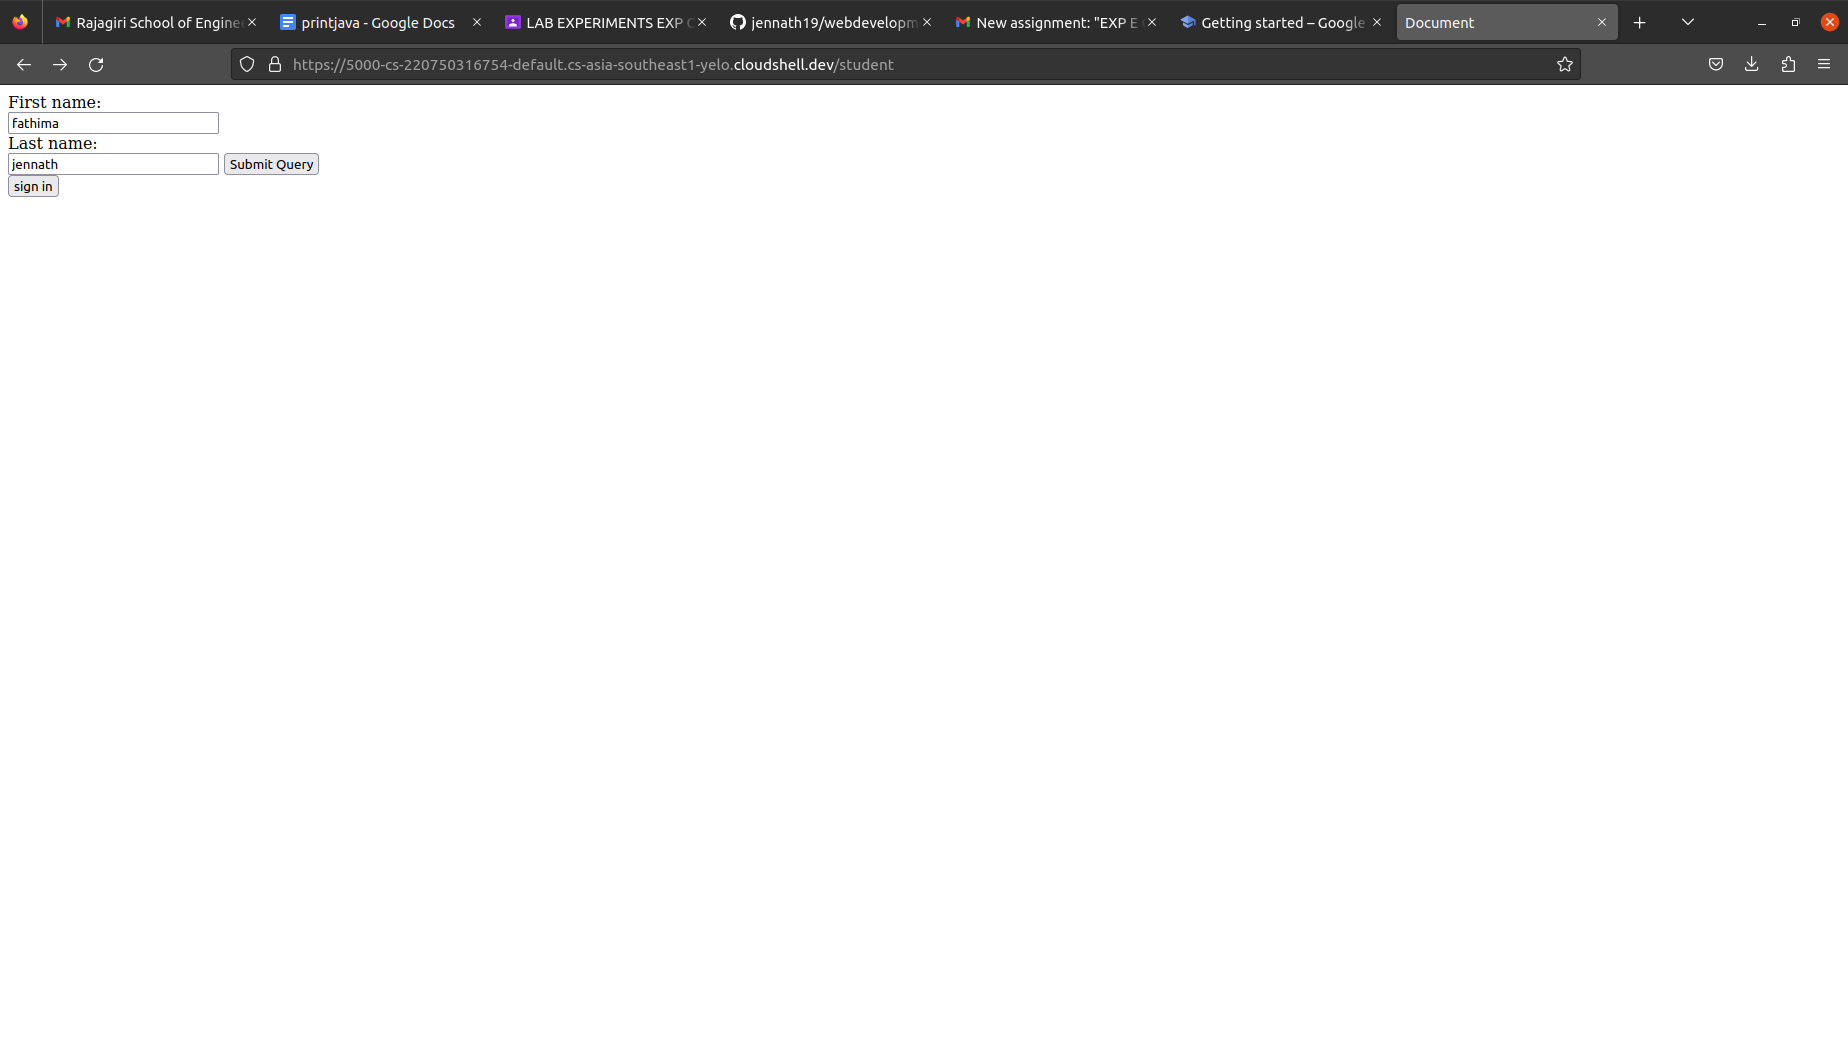 Rajagiri School of Engine
printjava - Google Docs
LAB EXPERIMENTS EXP
jennath19/webdevelopm
New assignment: "EXP E
Getting started – Google
Document
https://5000-cs-220750316754-default.cs-asia-southeast1-yelo.cloudshell.dev/student
First name:
fathima
Last name:
jennath
Submit Query
sign in